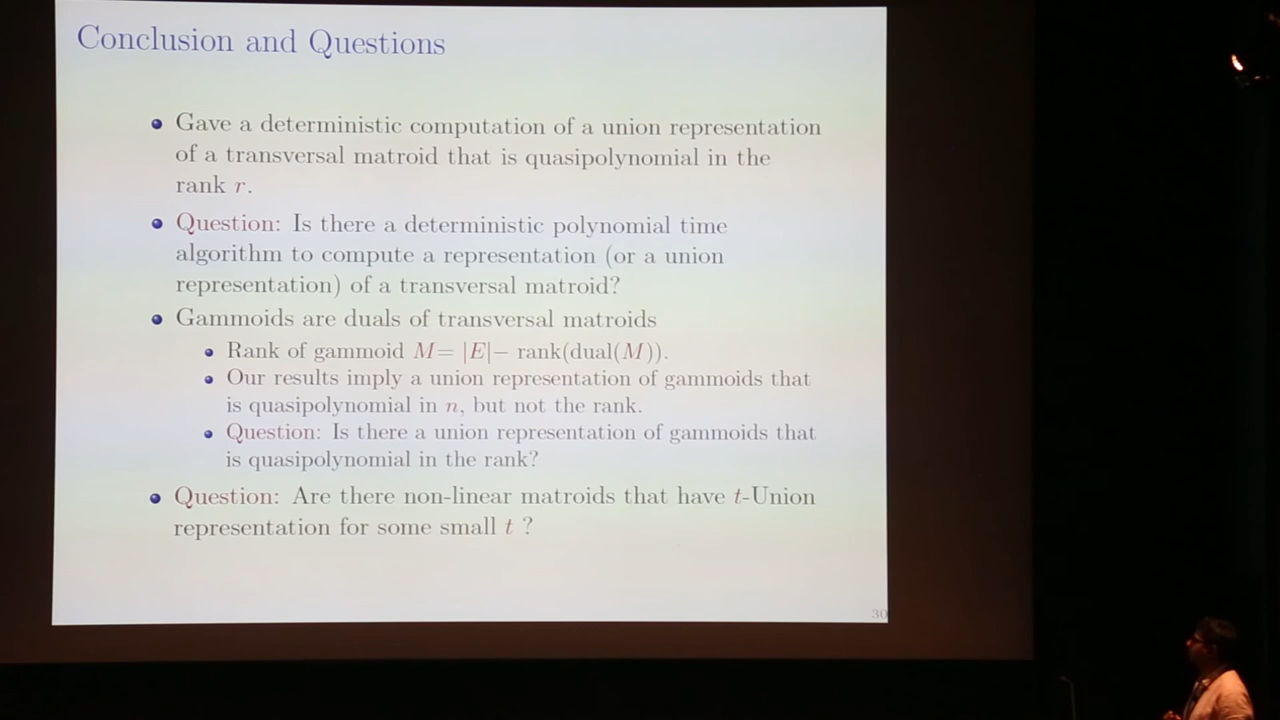 Conclusion and Questions
Gave a deterministic computation of a union representation
of a transversal matroid that is quasipolynomial in the
rank r.
Question: Is there a deterministic polynomial time
algorithm to compute a representation (or a union
representation) of a transversal matroid?
Gammoids are duals of transversal matroids
Rank of gammoid M= |E|− rank(dual(M)).
Our results imply a union representation of gammoids that
is quasipolynomial in n, but not the rank.
Question: Is there a union representation of gammoids that
is quasipolynomial in the rank?
Question: Are there non-linear matroids that have t-Union
representation for some small t ?
30